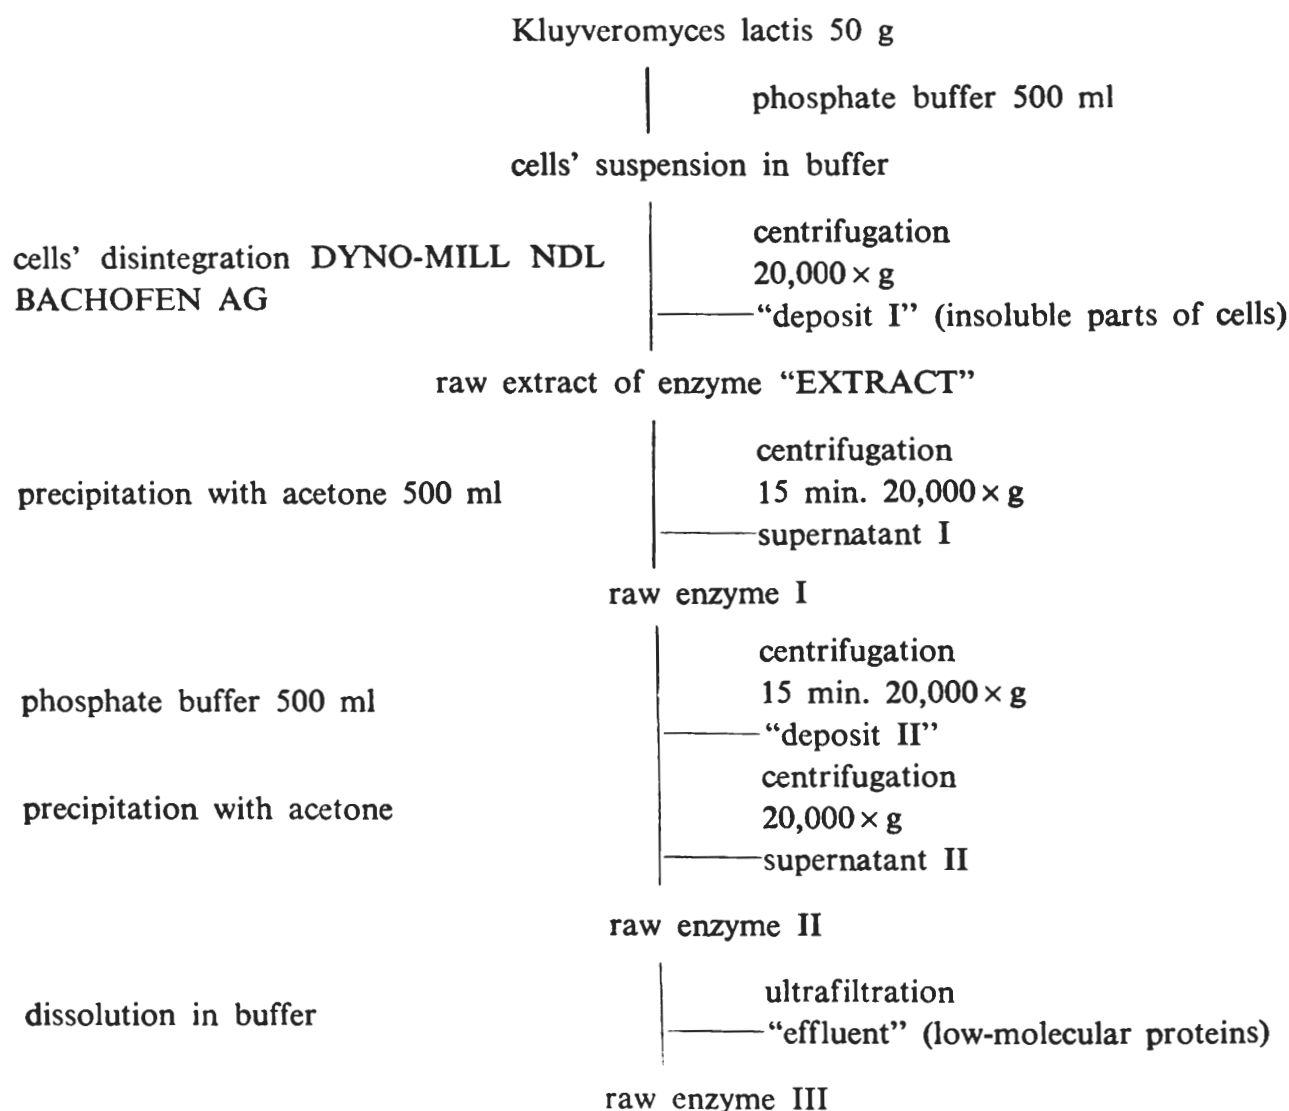 Kluyveromyces lactis 50 g
phosphate buffer 500 ml
cells’ suspension in buffer
cells’ disintegration DYNO-MILL NDL
BACHOFEN AG
centrifugation
20,000 × g
“deposit I” (insoluble parts of cells)
raw extract of enzyme “EXTRACT”
precipitation with acetone 500 ml
centrifugation
15 min. 20,000 × g
supernatant I
raw enzyme I
phosphate buffer 500 ml
centrifugation
15 min. 20,000 × g
“deposit II”
precipitation with acetone
centrifugation
20,000 × g
supernatant II
raw enzyme II
dissolution in buffer
ultrafiltration
“effluent” (low-molecular proteins)
raw enzyme III